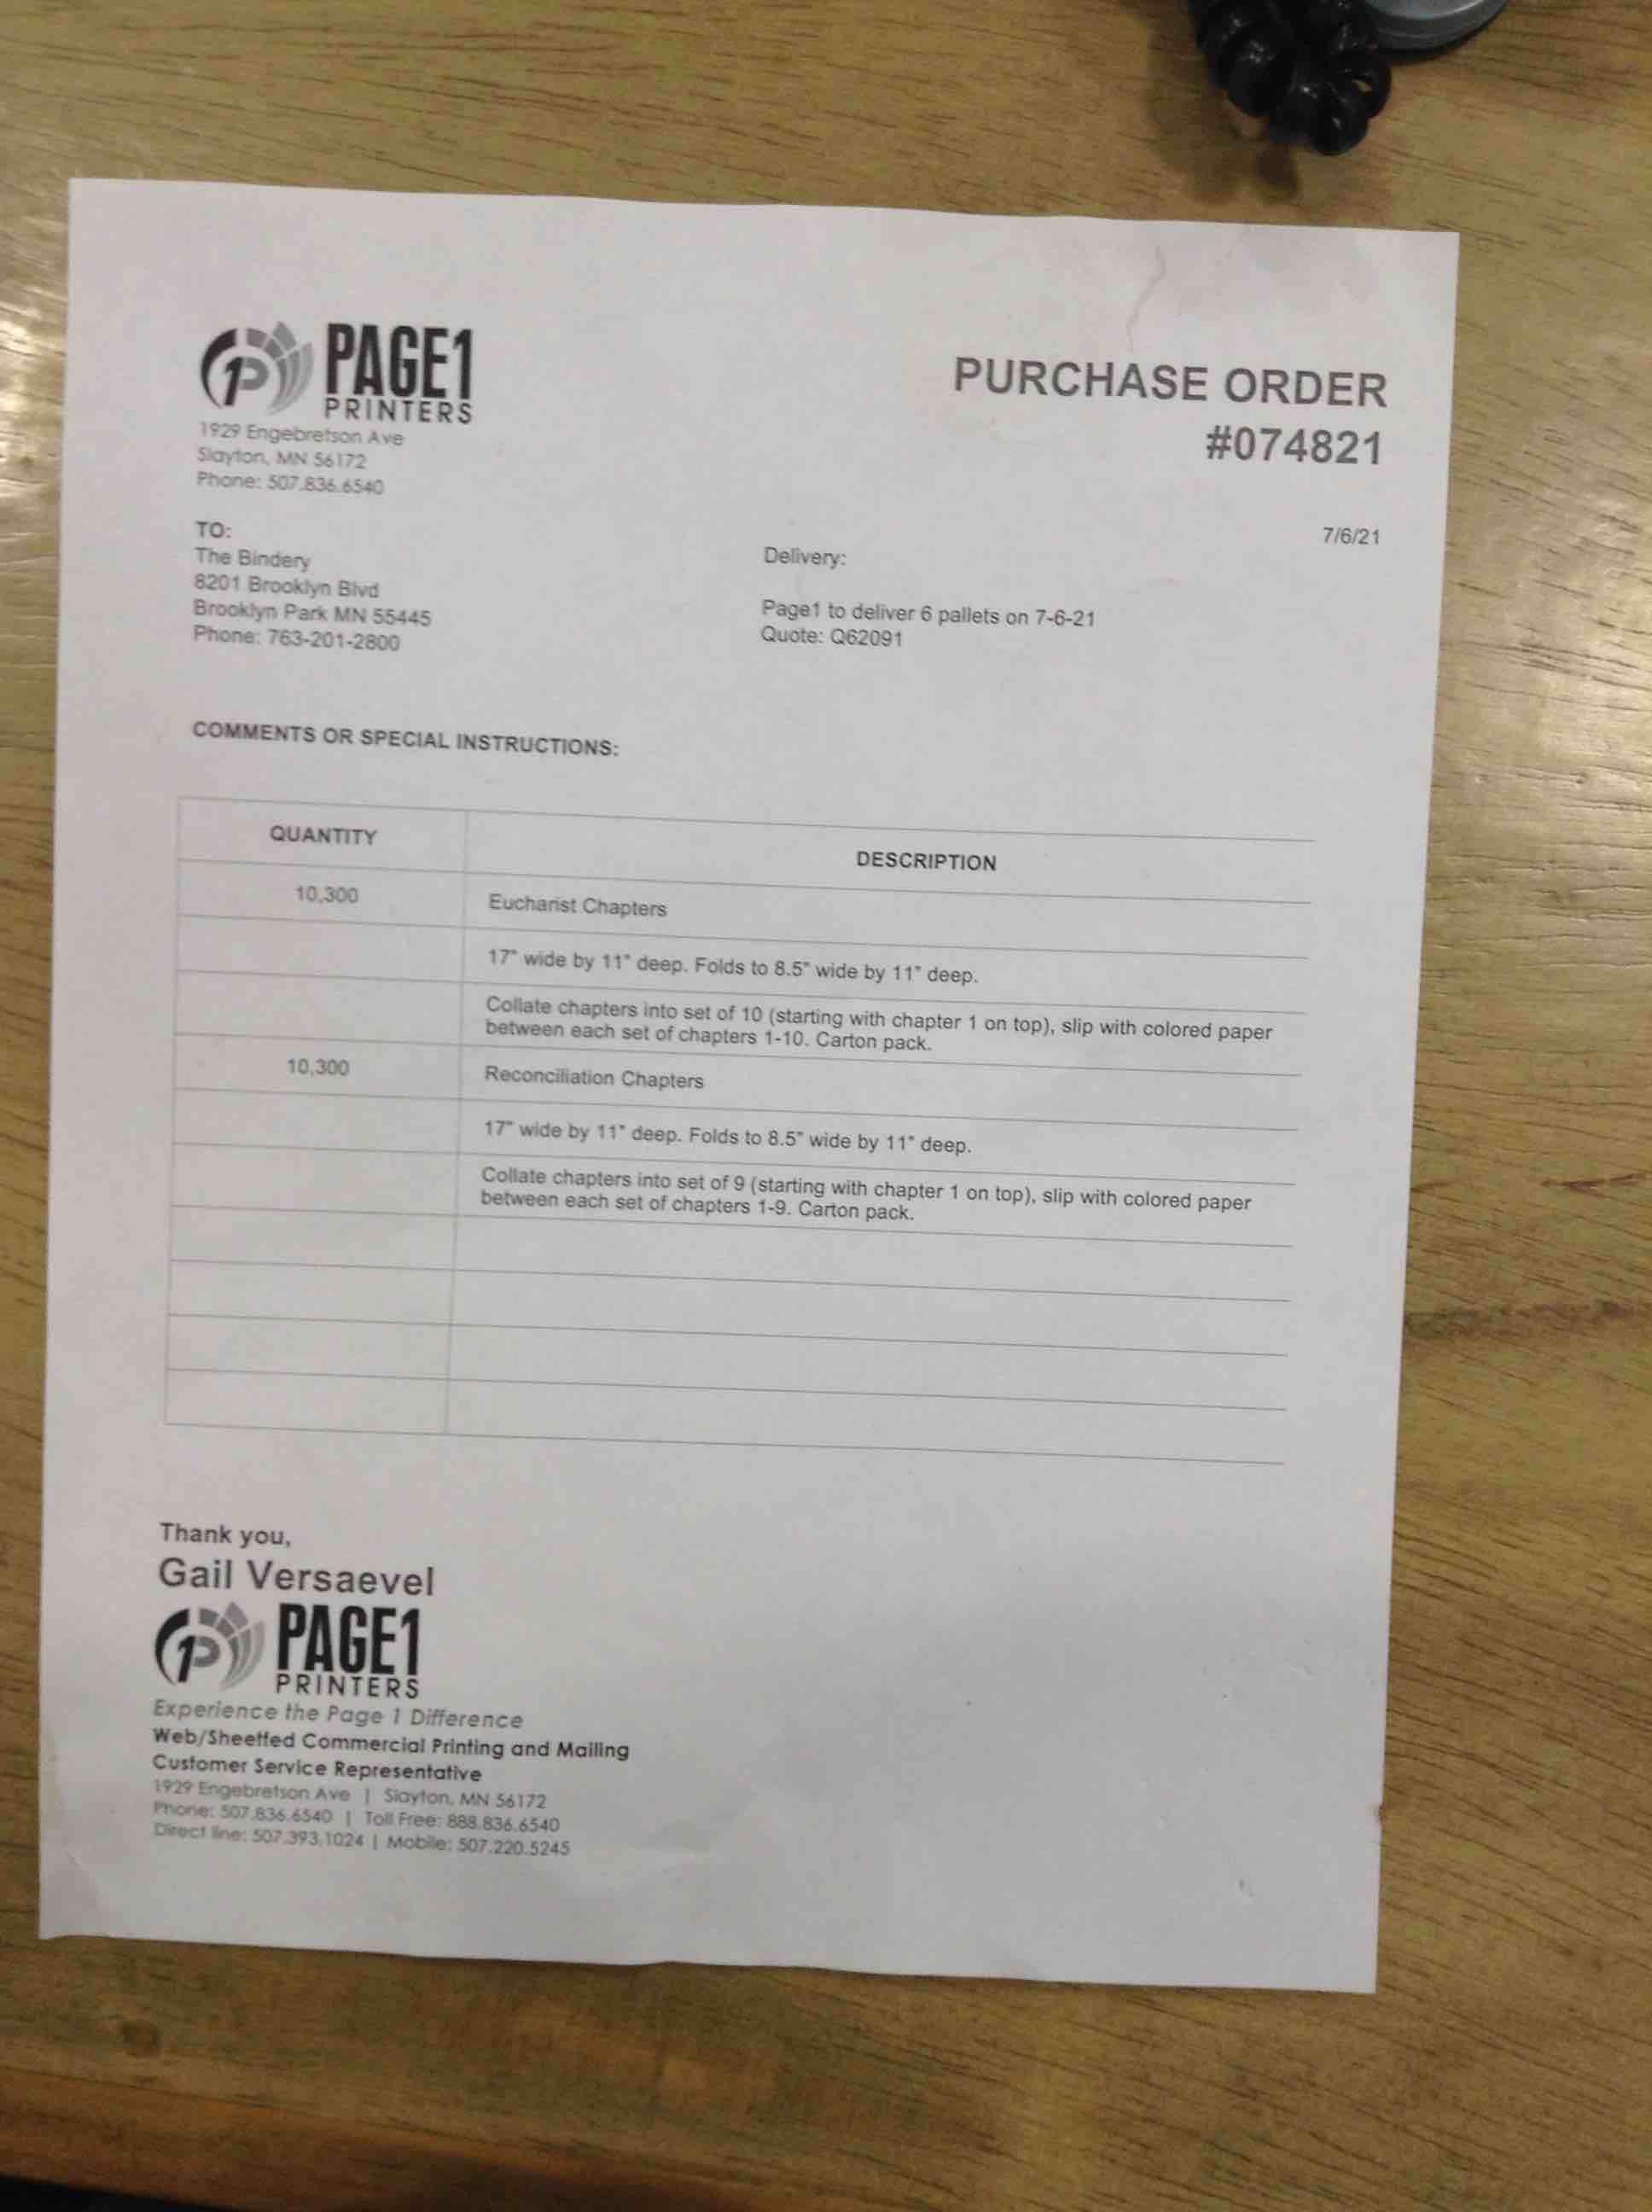 PAGE1
PRINTERS
1929 Engebretson Ave
Slayton, MN 56172
Phone: 507.836.6540
PURCHASE ORDER
#074821
7/6/21
TO:
The Bindery
8201 Brooklyn Blvd
Brooklyn Park MN 55445
Phone: 763-201-2800
Delivery:
Page1 to deliver 6 pallets on 7-6-21
Quote: Q62091
COMMENTS OR SPECIAL INSTRUCTIONS:
QUANTITY DESCRIPTION
10,300 Eucharist Chapters
17" wide by 11" deep. Folds to 8.5" wide by 11" deep.
Collate chapters into set of 10 (starting with chapter 1 on top), slip with colored paper
between each set of chapters 1-10. Carton pack.
10,300 Reconciliation Chapters
17" wide by 11" deep. Folds to 8.5" wide by 11" deep.
Collate chapters into set of 9 (starting with chapter 1 on top), slip with colored paper
between each set of chapters 1-9. Carton pack.
Thank you,
Gail Versaevel
PAGE1
PRINTERS
Experience the Page 1 Difference
Web/Sheetfed Commercial Printing and Mailing
Customer Service Representative
1929 Engebretson Ave | Slayton, MN 56172
Phone: 507.836.6540 | Toll Free: 888.836.6540
Direct line: 507.393.1024 | Mobile: 507.220.5245